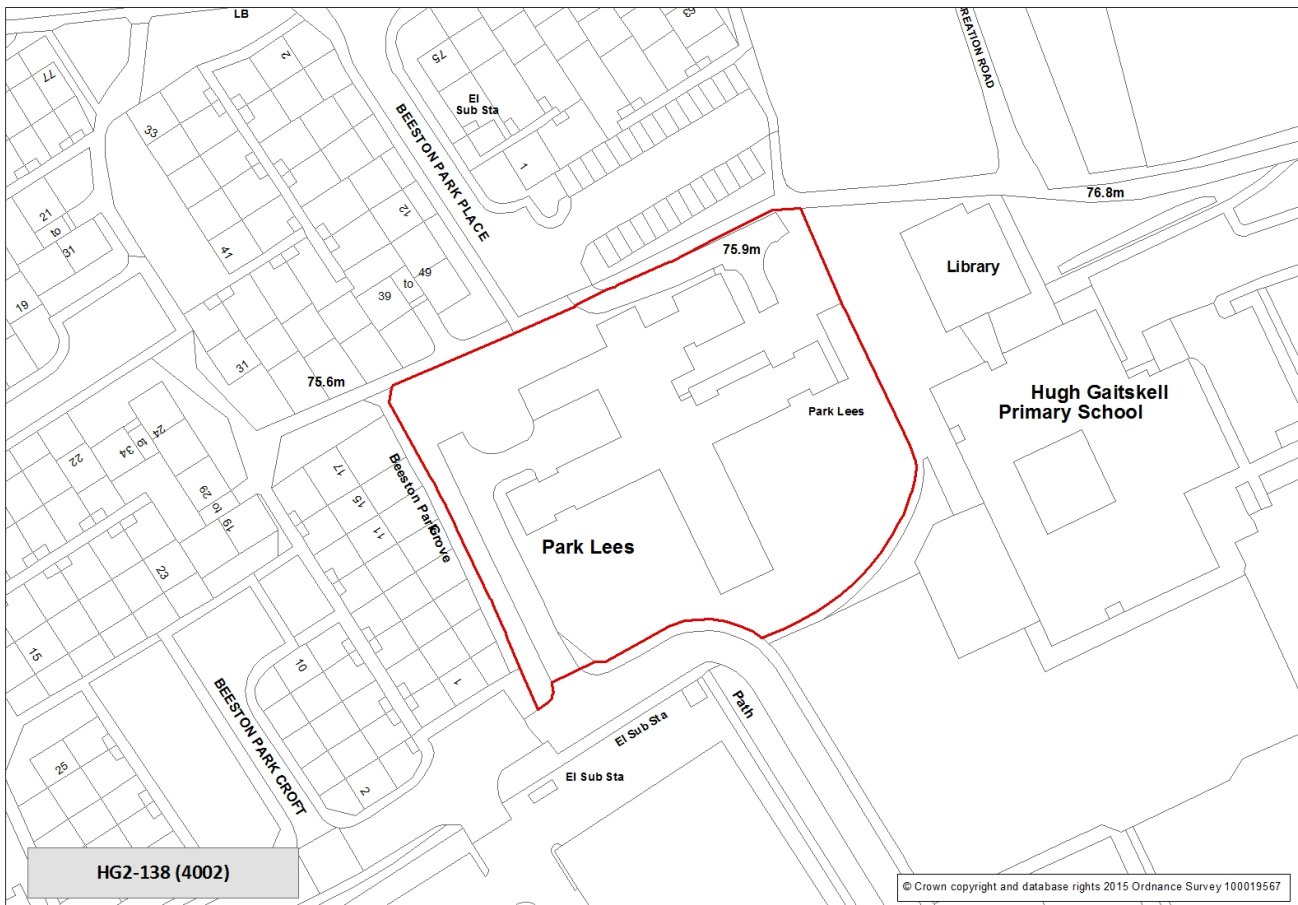 LB
77
2
75
63
REATION ROAD
33
El
Sub Sta
BEESTON PARK PLACE
1
76.8m
21
to
31
12
41
75.9m
Library
49
to
39
19
31
75.6m
Hugh Gaitskell
Primary School
Park Lees
24
to
34
22
17
15
11
29
to
19
Beeston Park
Grove
Park Lees
23
15
10
1
BEESTON PARK CROFT
Path
El Sub Sta
El Sub Sta
25
2
HG2-138 (4002)
© Crown copyright and database rights 2015 Ordnance Survey 100019567